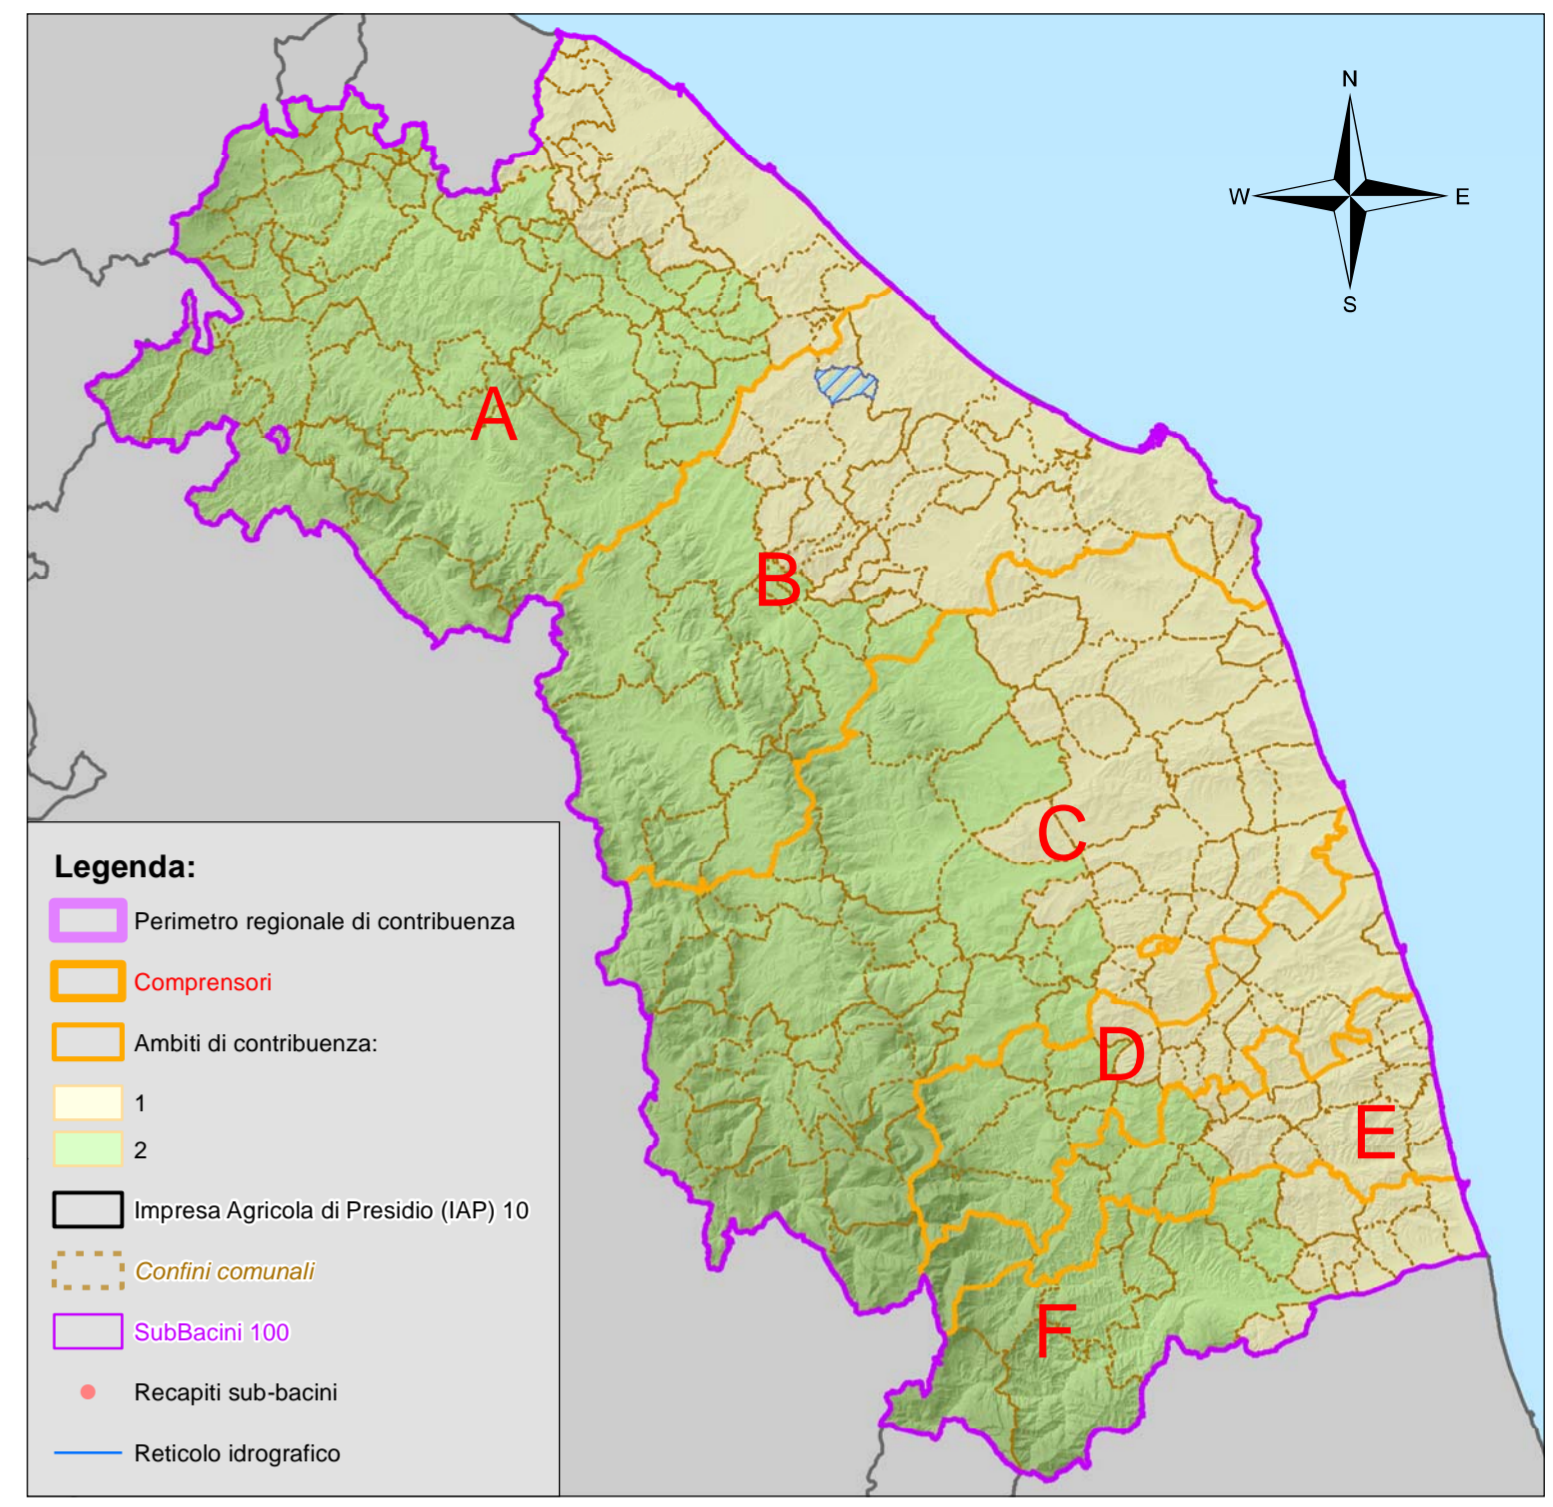 N
W E
S
A
B
C
D
E
F
Legenda:
Perimetro regionale di contribuenza
Comprensori
Ambiti di contribuenza:
1
2
Impresa Agricola di Presidio (IAP) 10
Confini comunali
SubBacini 100
Recapiti sub-bacini
Reticolo idrografico